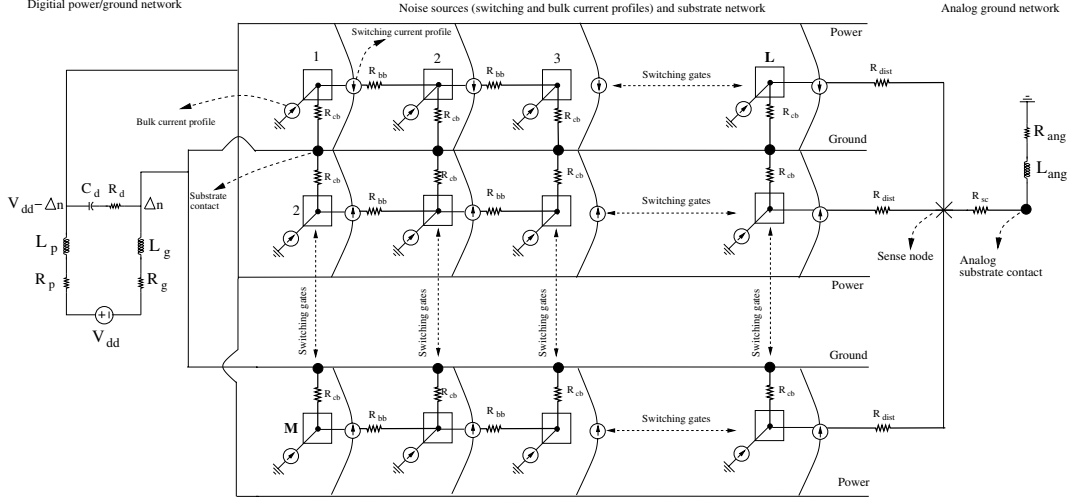 Digitial power/ground network
Noise sources (switching and bulk current profiles) and substrate network
Analog ground network
Switching current profile
Power
1
2
3
L
R bb
R bb
Switching gates
R dist
Bulk current profile
R cb
R cb
R cb
R cb
R ang
L ang
Ground
Substrate contact
R cb
R cb
R cb
R cb
V dd − Δn
C d
R d
Δn
2
R bb
R bb
Switching gates
R dist
R sc
Sense node
Analog substrate contact
L p
L g
R p
R g
V dd
+
Power
Switching gates
Switching gates
Switching gates
Switching gates
Ground
R cb
R cb
R cb
R cb
M
R bb
R bb
Switching gates
R dist
Power